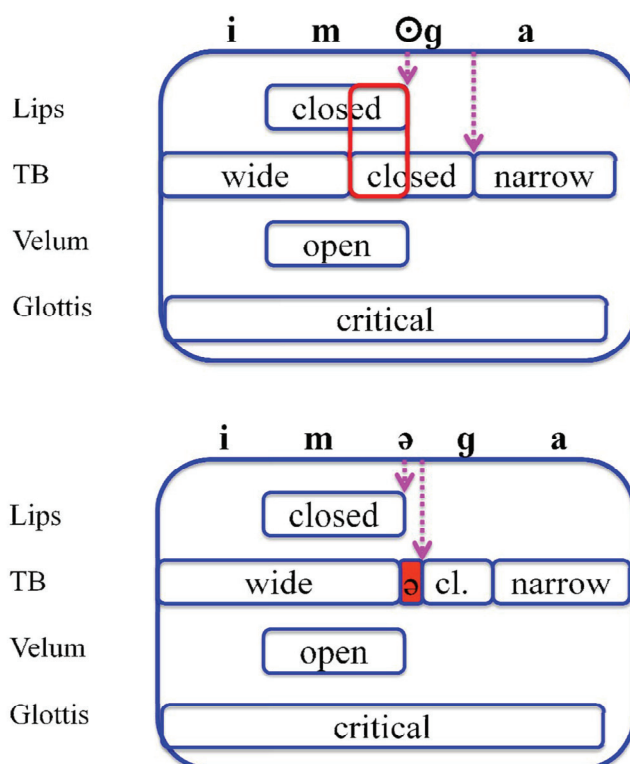 i m ʘg a
Lips closed
TB wide closed narrow
Velum open
Glottis critical
i m ə g a
Lips closed
TB wide ə cl. narrow
Velum open
Glottis critical